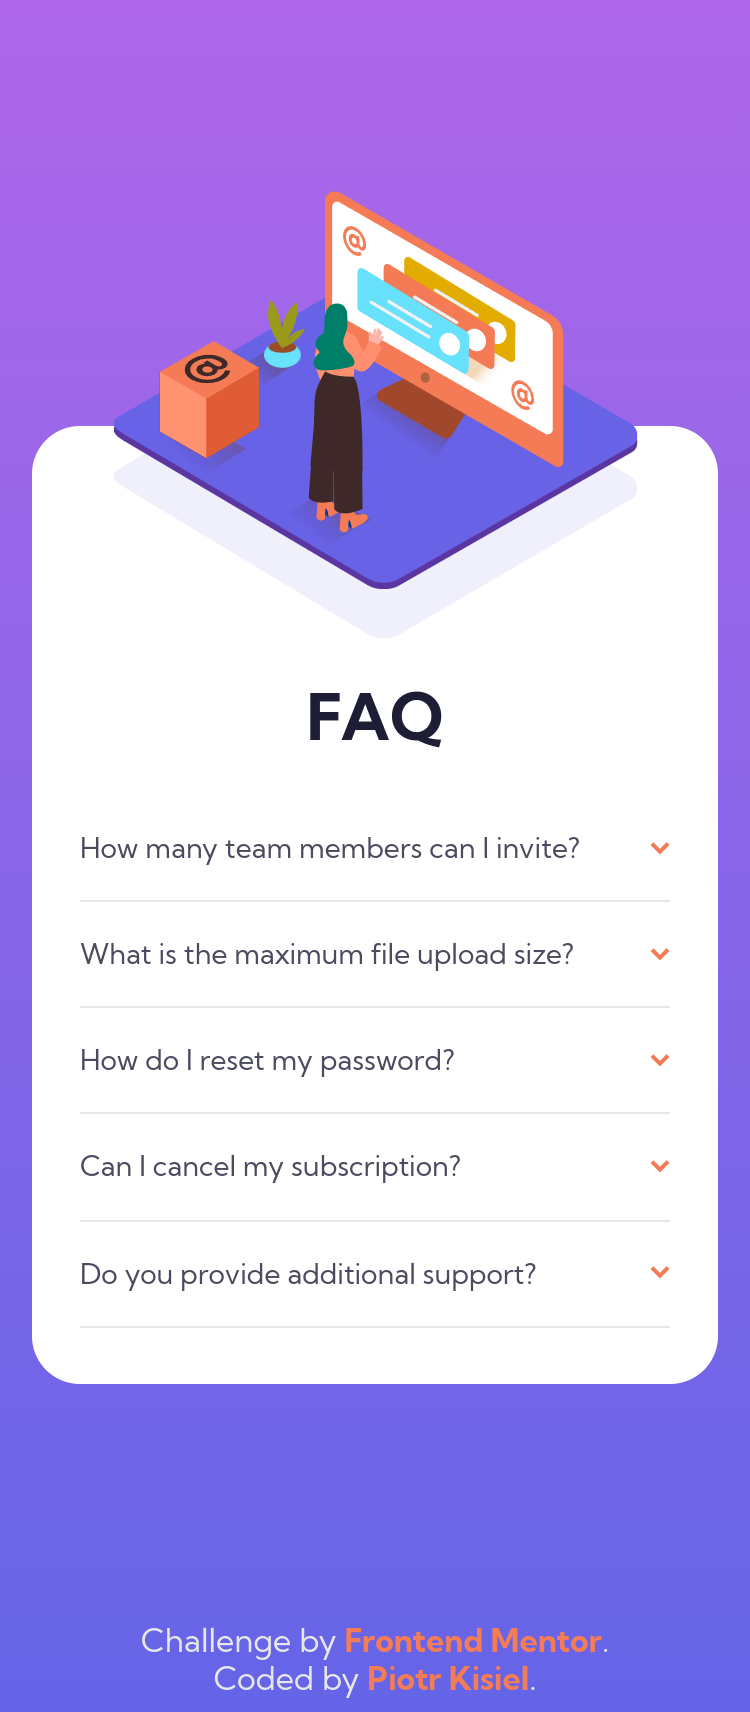 @
@
@
FAQ
How many team members can I invite?
What is the maximum file upload size?
How do I reset my password?
Can I cancel my subscription?
Do you provide additional support?
Challenge by Frontend Mentor.
Coded by Piotr Kisiel.